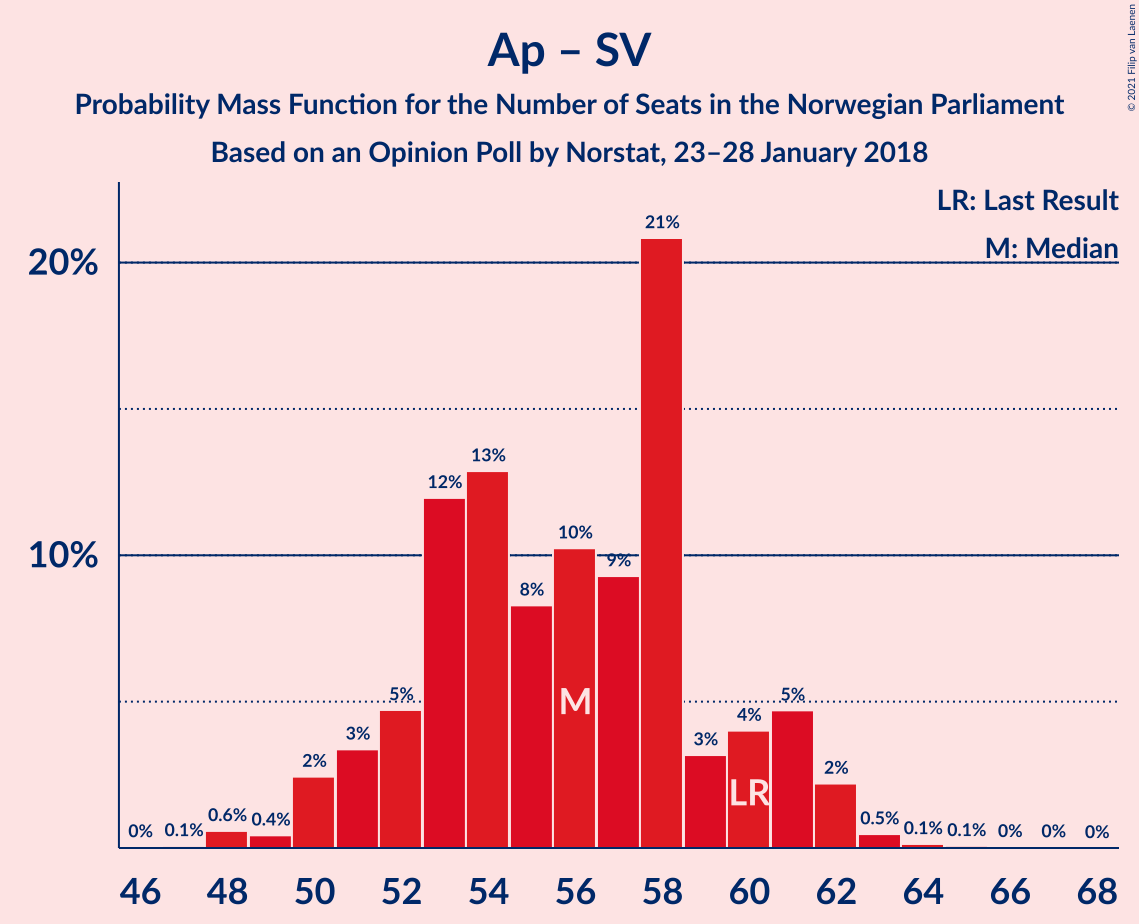 Ap – SV
Probability Mass Function for the Number of Seats in the Norwegian Parliament
Based on an Opinion Poll by Norstat, 23–28 January 2018
© 2021 Filip van Laenen
LR: Last Result
M: Median
20%
10%
0%
0.1%
0.6%
0.4%
2%
3%
5%
12%
13%
8%
10%
9%
21%
3%
4%
5%
2%
0.5%
0.1%
0.1%
0%
0%
0%
M
LR
46 48 50 52 54 56 58 60 62 64 66 68